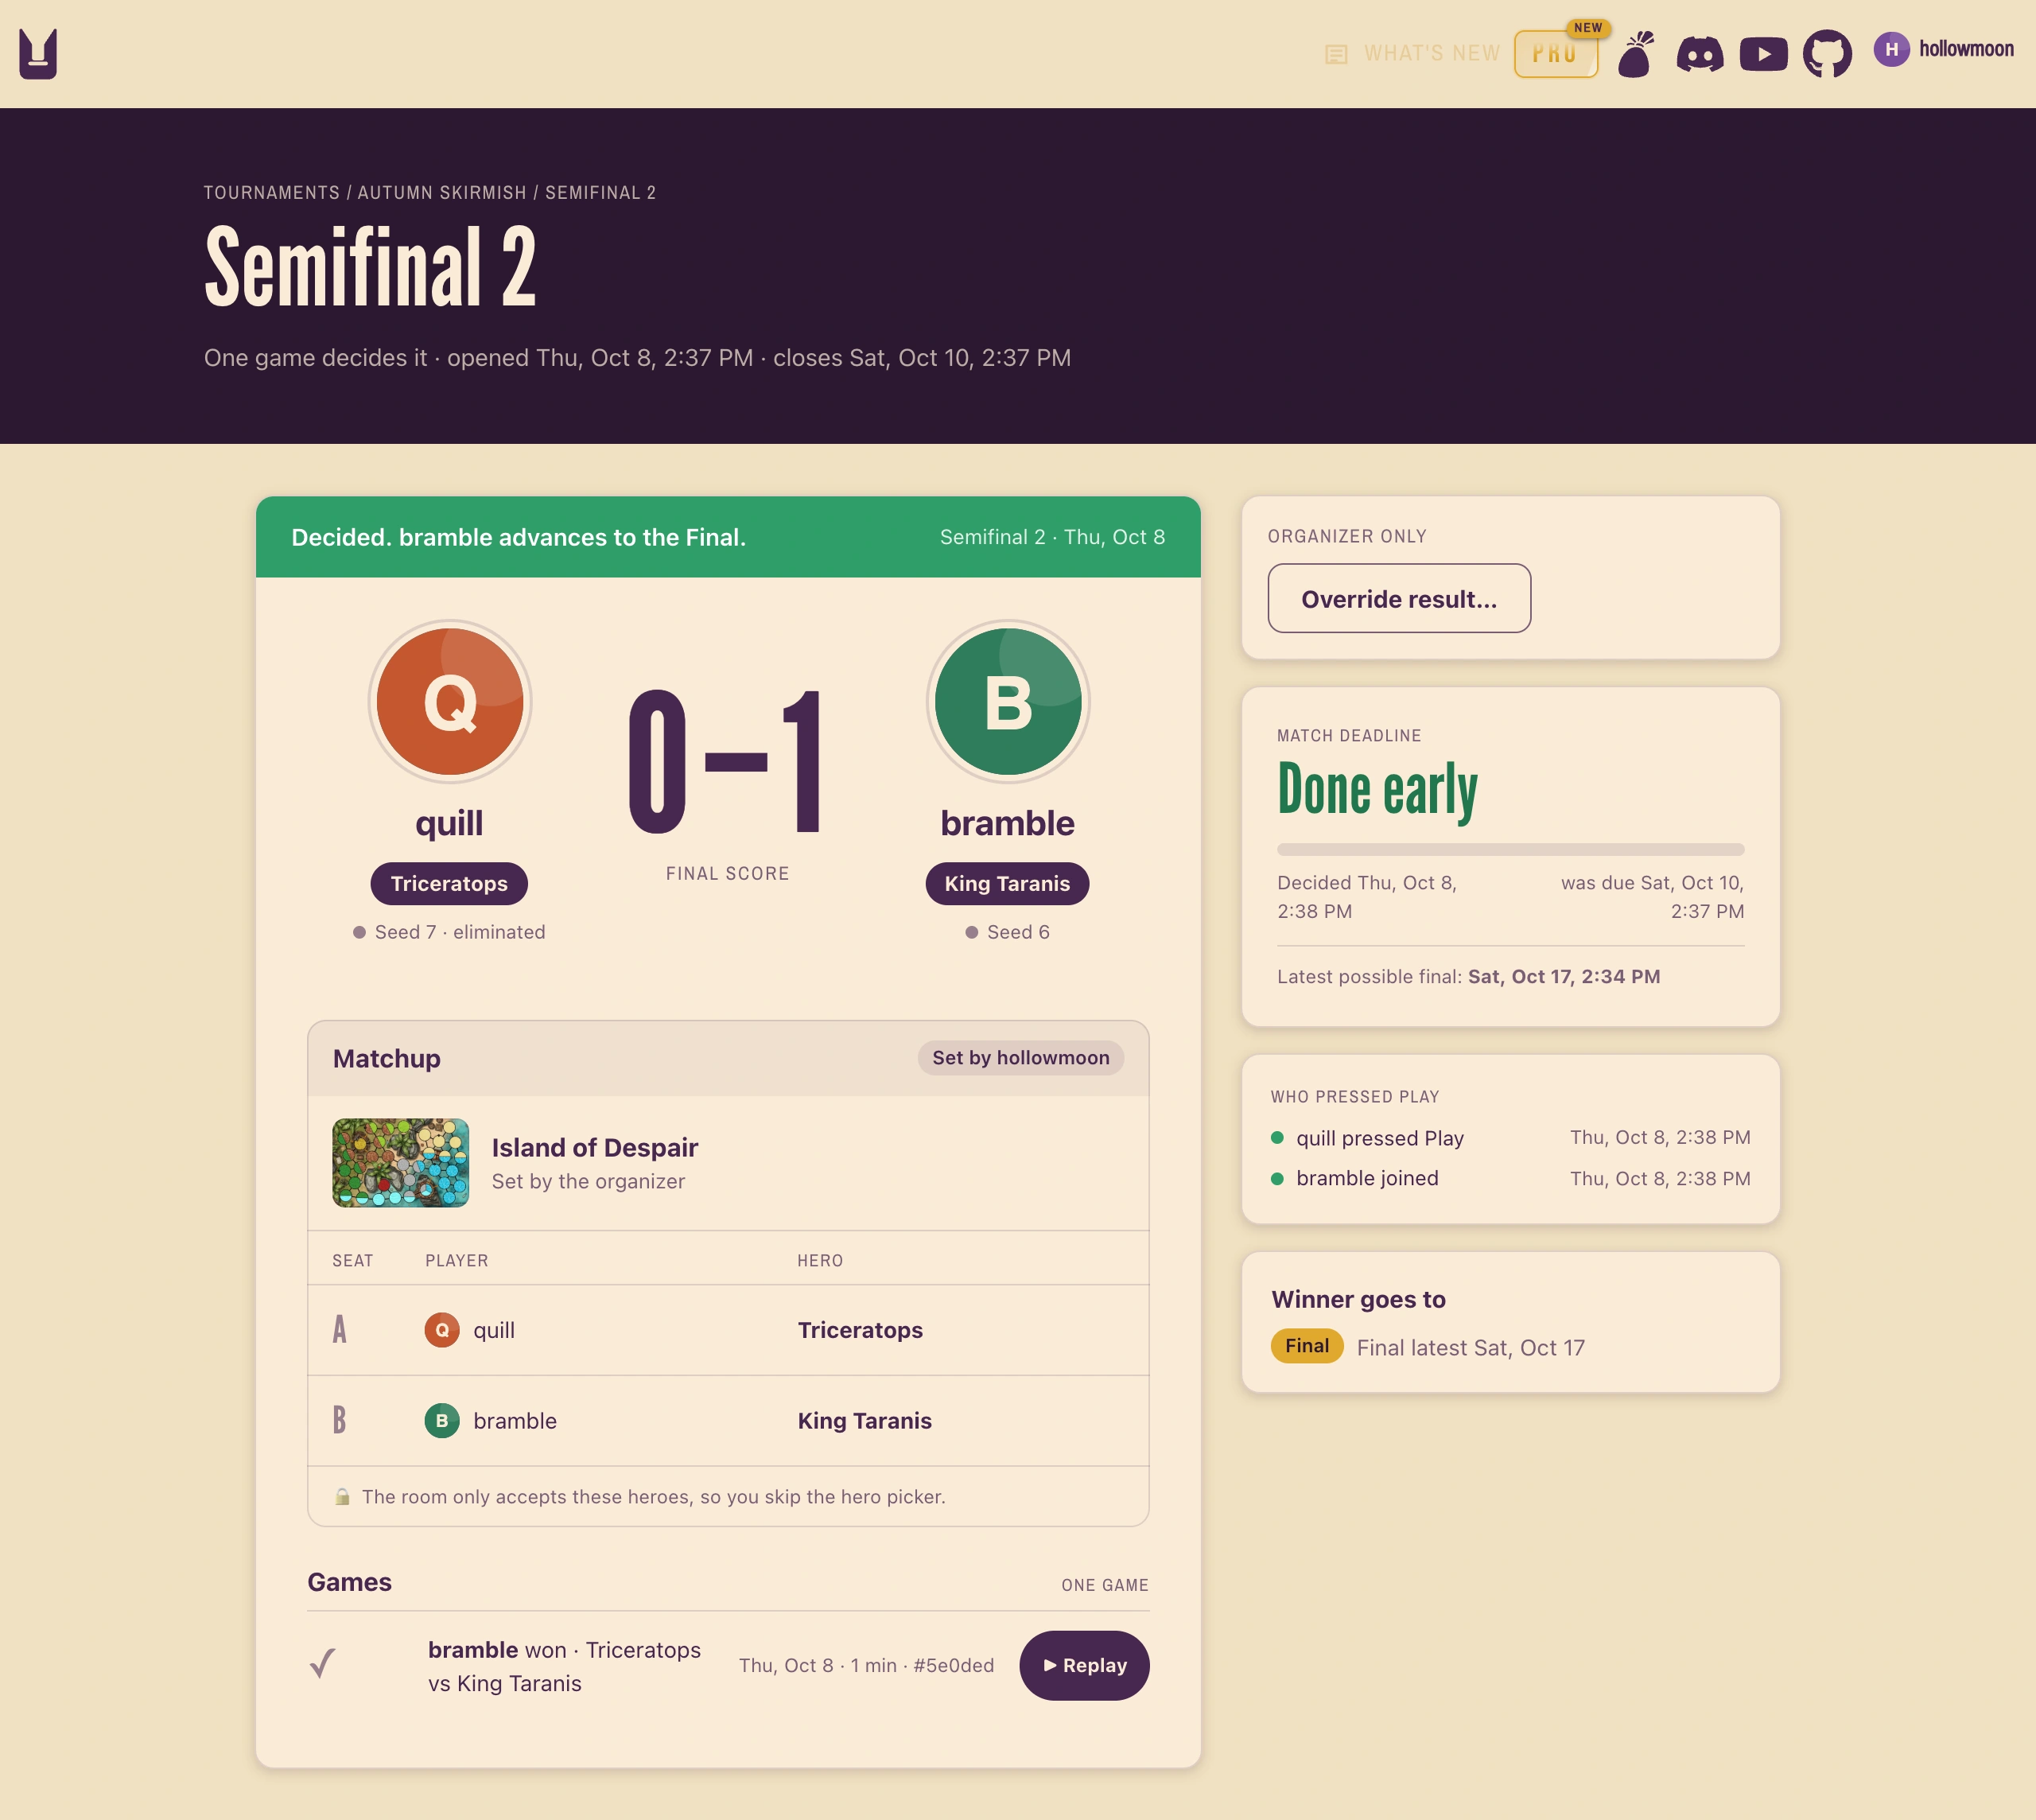 WHAT'S NEW
PRO
NEW
H
hollowmoon
TOURNAMENTS / AUTUMN SKIRMISH / SEMIFINAL 2
Semifinal 2
One game decides it · opened Thu, Oct 8, 2:37 PM · closes Sat, Oct 10, 2:37 PM
Decided. bramble advances to the Final.
Semifinal 2 · Thu, Oct 8
Q
quill
Triceratops
Seed 7 · eliminated
0–1
FINAL SCORE
B
bramble
King Taranis
Seed 6
Matchup
Set by hollowmoon
Island of Despair
Set by the organizer
SEAT PLAYER HERO
A Q quill Triceratops
B B bramble King Taranis
🔒 The room only accepts these heroes, so you skip the hero picker.
Games
ONE GAME
✓
bramble won · Triceratops
vs King Taranis
Thu, Oct 8 · 1 min · #5e0ded
▶ Replay
ORGANIZER ONLY
Override result...
MATCH DEADLINE
Done early
Decided Thu, Oct 8,
2:38 PM
was due Sat, Oct 10,
2:37 PM
Latest possible final: Sat, Oct 17, 2:34 PM
WHO PRESSED PLAY
quill pressed Play Thu, Oct 8, 2:38 PM
bramble joined Thu, Oct 8, 2:38 PM
Winner goes to
Final Final latest Sat, Oct 17